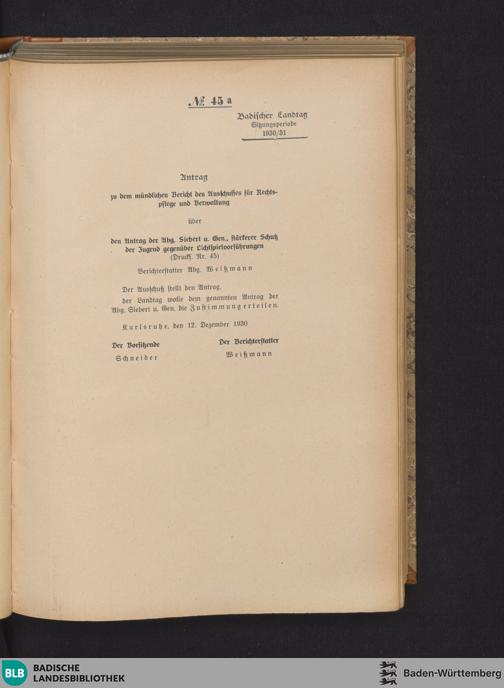 № 45 a
Badischer Landtag
Sitzungsperiode
1930/31
Antrag
zu dem mündlichen Bericht des Ausschusses für Rechts-
pflege und Verwaltung
über
den Antrag der Abg. Siebert u. Gen., stärkerer Schutz
der Jugend gegenüber Lichtspielvorführungen
(Drucks. Nr. 45)
Berichterstatter Abg. Weißmann
Der Ausschuß stellt den Antrag,
der Landtag wolle dem genannten Antrag der
Abg. Siebert u. Gen. die Zustimmung erteilen.
Karlsruhe, den 12. Dezember 1930
Der Vorsitzende
Schneider
Der Berichterstatter
Weißmann
BLB BADISCHE
LANDESBIBLIOTHEK
Baden-Württemberg